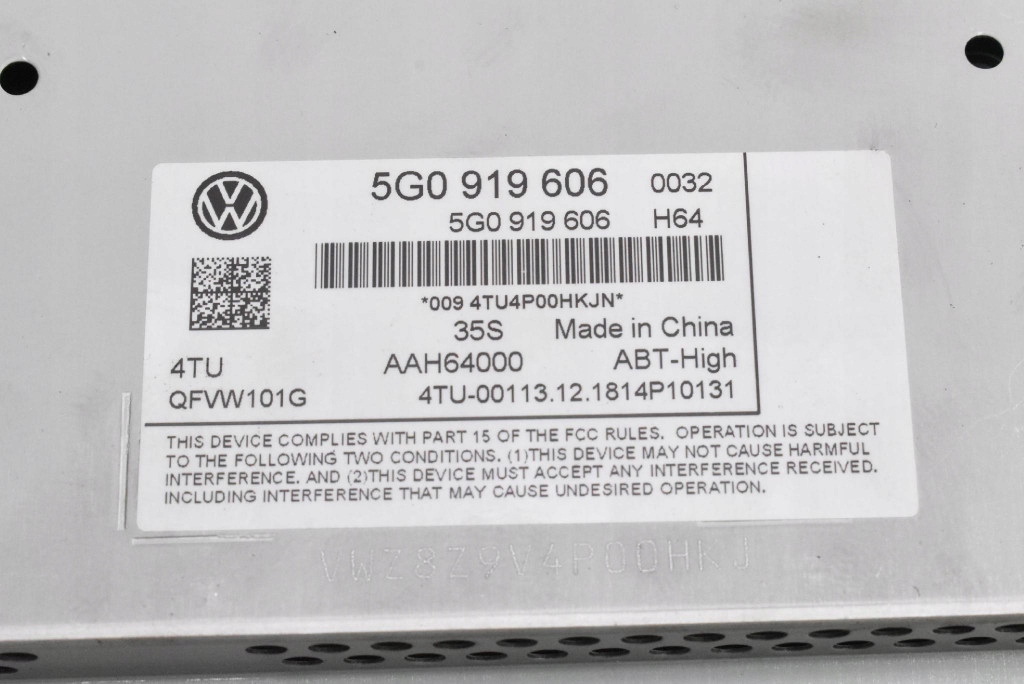 5G0 919 606 0032
5G0 919 606 H64
*009 4TU4P00HKJN*
35S Made in China
4TU AAH64000 ABT-High
QFVW101G 4TU-00113.12.1814P10131
THIS DEVICE COMPLIES WITH PART 15 OF THE FCC RULES. OPERATION IS SUBJECT
TO THE FOLLOWING TWO CONDITIONS. (1)THIS DEVICE MAY NOT CAUSE HARMFUL
INTERFERENCE. AND (2)THIS DEVICE MUST ACCEPT ANY INTERFERENCE RECEIVED.
INCLUDING INTERFERENCE THAT MAY CAUSE UNDESIRED OPERATION.
VWZ8Z9V4P00HKJ